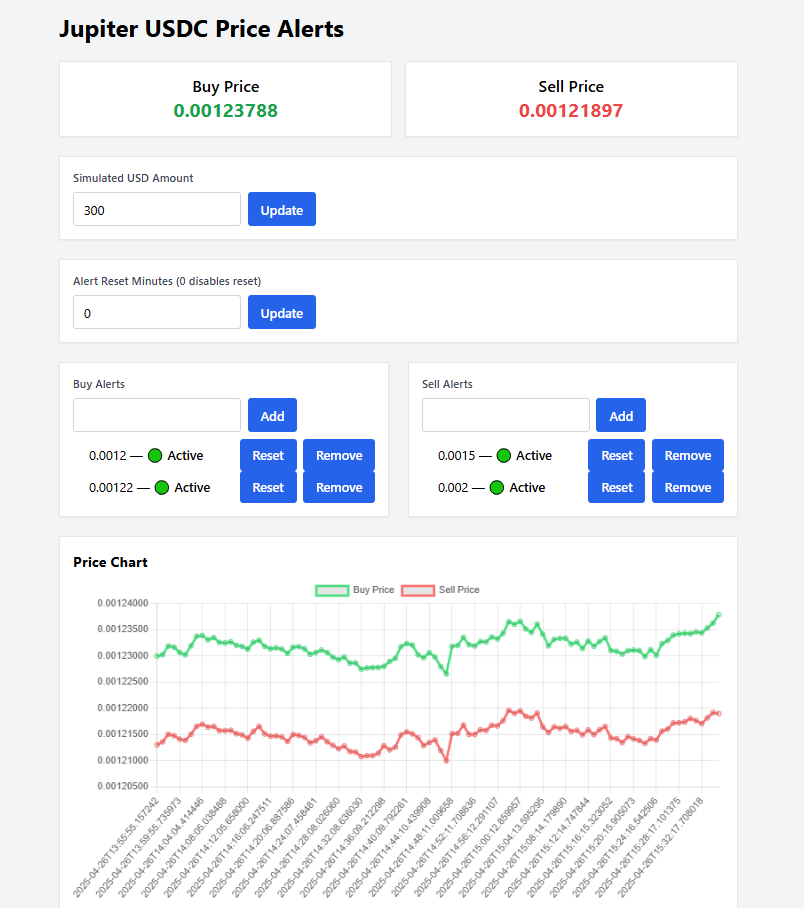 Jupiter USDC Price Alerts
Buy Price
0.00123788
Sell Price
0.00121897
Simulated USD Amount
300
Update
Alert Reset Minutes (0 disables reset)
0
Update
Buy Alerts
Add
0.0012 — Active
Reset
Remove
0.00122 — Active
Reset
Remove
Sell Alerts
Add
0.0015 — Active
Reset
Remove
0.002 — Active
Reset
Remove
Price Chart
Buy Price
Sell Price
0.00124000
0.00123500
0.00123000
0.00122500
0.00122000
0.00121500
0.00121000
0.00120500
2025-04-26T13:55:55.157242
2025-04-26T13:59:55.735973
2025-04-26T14:04:04.414446
2025-04-26T14:08:05.038488
2025-04-26T14:12:05.658000
2025-04-26T14:16:06.247511
2025-04-26T14:20:06.887586
2025-04-26T14:24:07.458481
2025-04-26T14:28:08.026060
2025-04-26T14:32:08.636030
2025-04-26T14:36:09.212298
2025-04-26T14:40:09.792261
2025-04-26T14:44:10.439908
2025-04-26T14:48:11.009658
2025-04-26T14:52:11.708836
2025-04-26T14:56:12.291107
2025-04-26T15:00:12.859957
2025-04-26T15:04:13.595295
2025-04-26T15:08:14.179890
2025-04-26T15:12:14.747844
2025-04-26T15:16:15.323052
2025-04-26T15:20:15.905973
2025-04-26T15:24:16.542506
2025-04-26T15:28:17.101375
2025-04-26T15:32:17.708018